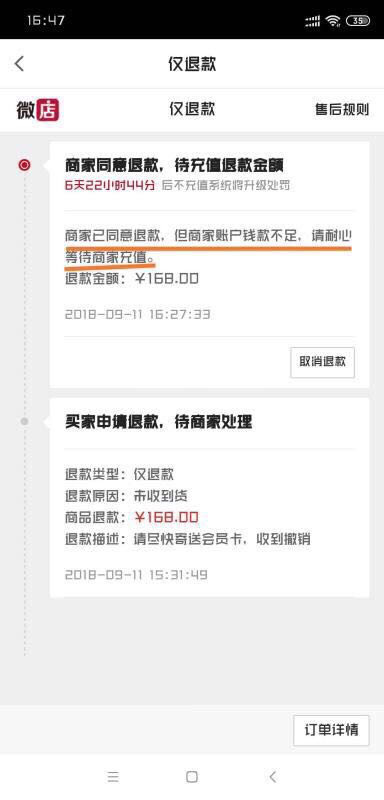 16:47
35
仅退款
微店
仅退款
售后规则
商家同意退款，待充值退款金额
6天22小时44分 后不充值系统将升级处罚
商家已同意退款，但商家账户钱款不足，请耐心
等待商家充值。
退款金额：￥168.00
2018-09-11 16:27:33
取消退款
买家申请退款，待商家处理
退款类型：仅退款
退款原因：未收到货
商品退款：￥168.00
退款描述：请尽快寄送会员卡，收到撤销
2018-09-11 15:31:49
订单详情